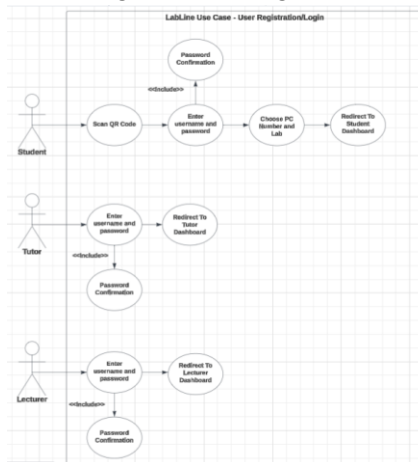 LabLine Use Case - User Registration/Login
Password
Confirmation
<<Include>>
Scan QR Code
Enter
username and
password
Choose PC
Number and
Lab
Redirect To
Student
Dashboard
Student
Enter
username and
password
Redirect To
Tutor
Dashboard
Tutor
<<Include>>
Password
Confirmation
Enter
username and
password
Redirect To
Lecturer
Dashboard
Lecturer
<<Include>>
Password
Confirmation